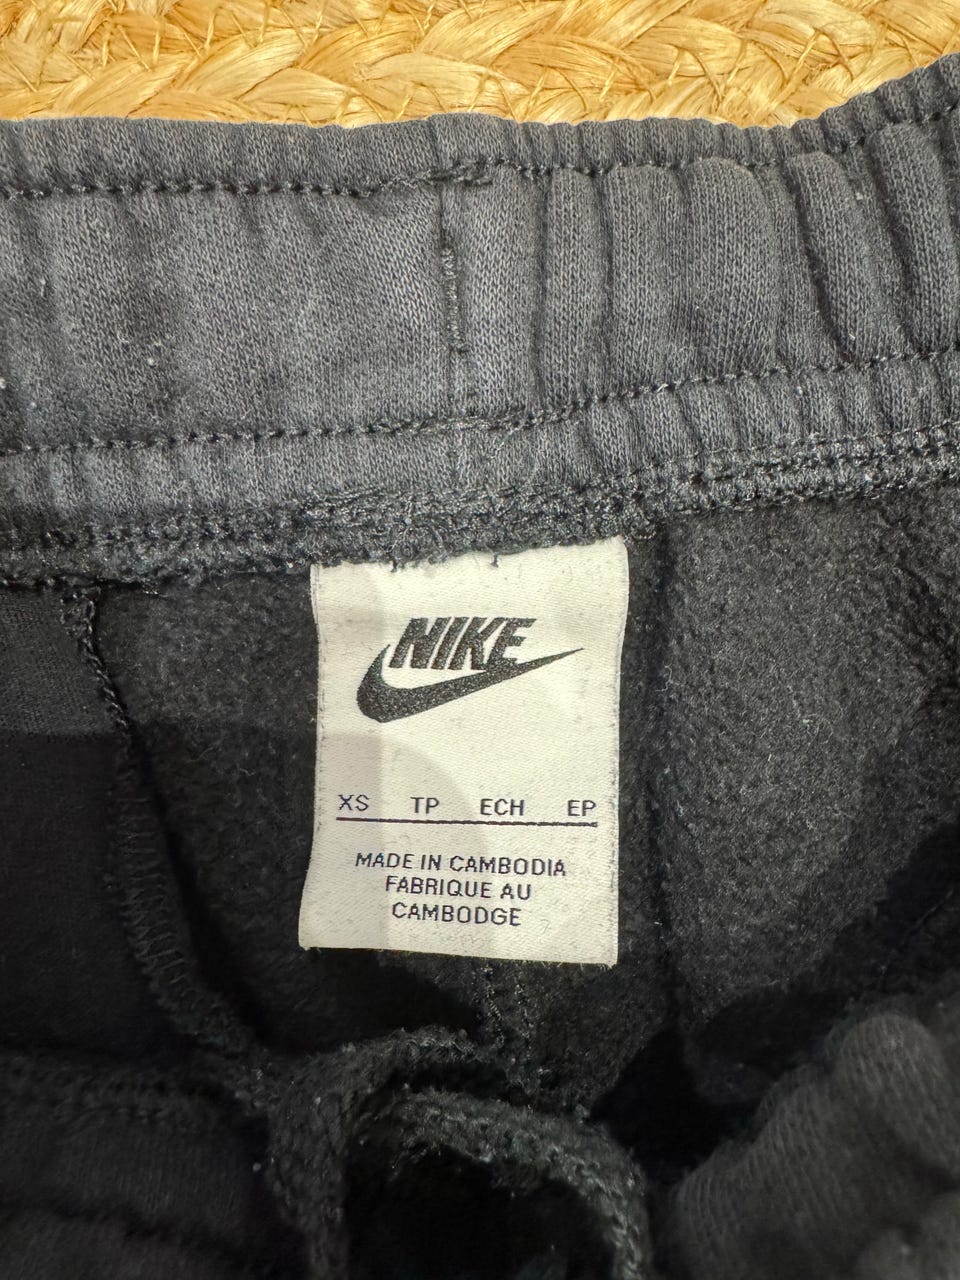 NIKE
XS TP ECH EP
MADE IN CAMBODIA
FABRIQUE AU
CAMBODGE